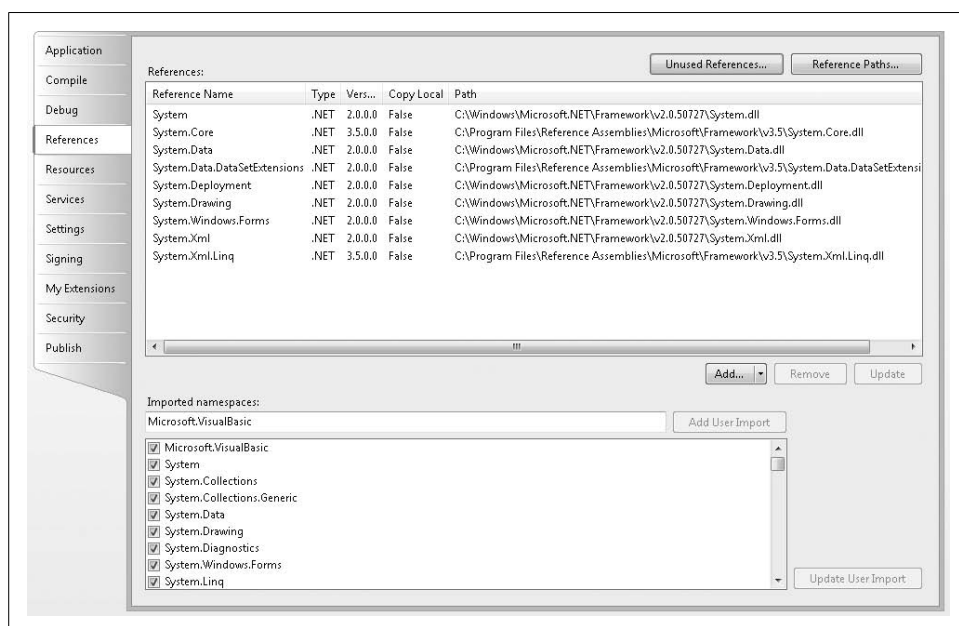 Application
Compile
Debug
References
Resources
Services
Settings
Signing
My Extensions
Security
Publish
Unused References...
Reference Paths...
References:
Reference Name Type Vers... Copy Local Path
System .NET 2.0.0.0 False C:\Windows\Microsoft.NET\Framework\v2.0.50727\System.dll
System.Core .NET 3.5.0.0 False C:\Program Files\Reference Assemblies\Microsoft\Framework\v3.5\System.Core.dll
System.Data .NET 2.0.0.0 False C:\Windows\Microsoft.NET\Framework\v2.0.50727\System.Data.dll
System.Data.DataSetExtensions .NET 2.0.0.0 False C:\Program Files\Reference Assemblies\Microsoft\Framework\v3.5\System.Data.DataSetExtensi
System.Deployment .NET 2.0.0.0 False C:\Windows\Microsoft.NET\Framework\v2.0.50727\System.Deployment.dll
System.Drawing .NET 2.0.0.0 False C:\Windows\Microsoft.NET\Framework\v2.0.50727\System.Drawing.dll
System.Windows.Forms .NET 2.0.0.0 False C:\Windows\Microsoft.NET\Framework\v2.0.50727\System.Windows.Forms.dll
System.Xml .NET 2.0.0.0 False C:\Windows\Microsoft.NET\Framework\v2.0.50727\System.Xml.dll
System.Xml.Linq .NET 3.5.0.0 False C:\Program Files\Reference Assemblies\Microsoft\Framework\v3.5\System.Xml.Linq.dll
Add... Remove Update
Imported namespaces:
Microsoft.VisualBasic Add User Import
Microsoft.VisualBasic
System
System.Collections
System.Collections.Generic
System.Data
System.Drawing
System.Diagnostics
System.Windows.Forms
System.Linq
Update User Import